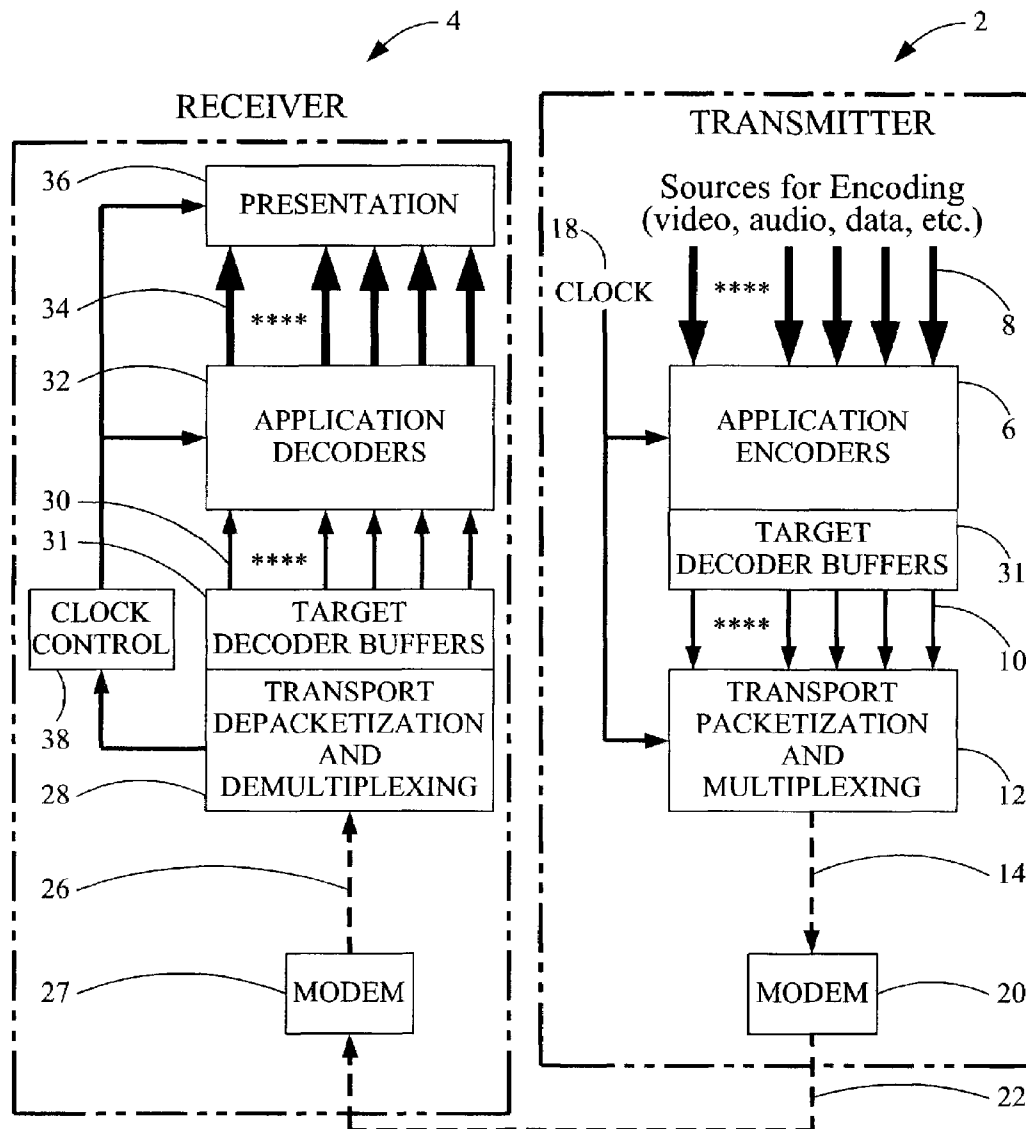 4
2
RECEIVER
TRANSMITTER
36
PRESENTATION
Sources for Encoding
(video, audio, data, etc.)
18
CLOCK
34
****
****
8
32
APPLICATION
DECODERS
APPLICATION
ENCODERS
6
30
31
****
TARGET
DECODER BUFFERS
31
CLOCK
CONTROL
TARGET
DECODER BUFFERS
****
10
38
TRANSPORT
DEPACKETIZATION
AND
DEMULTIPLEXING
TRANSPORT
PACKETIZATION
AND
MULTIPLEXING
28
12
26
14
27
MODEM
MODEM
20
22